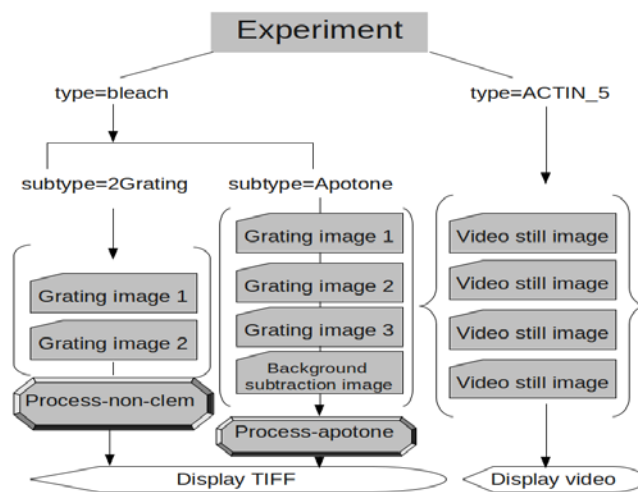 Experiment
type=bleach
type=ACTIN_5
subtype=2Grating
subtype=Apotone
Grating image 1
Grating image 2
Process-non-clem
Grating image 1
Grating image 2
Grating image 3
Background
subtraction image
Process-apotone
Video still image
Video still image
Video still image
Video still image
Display TIFF
Display video